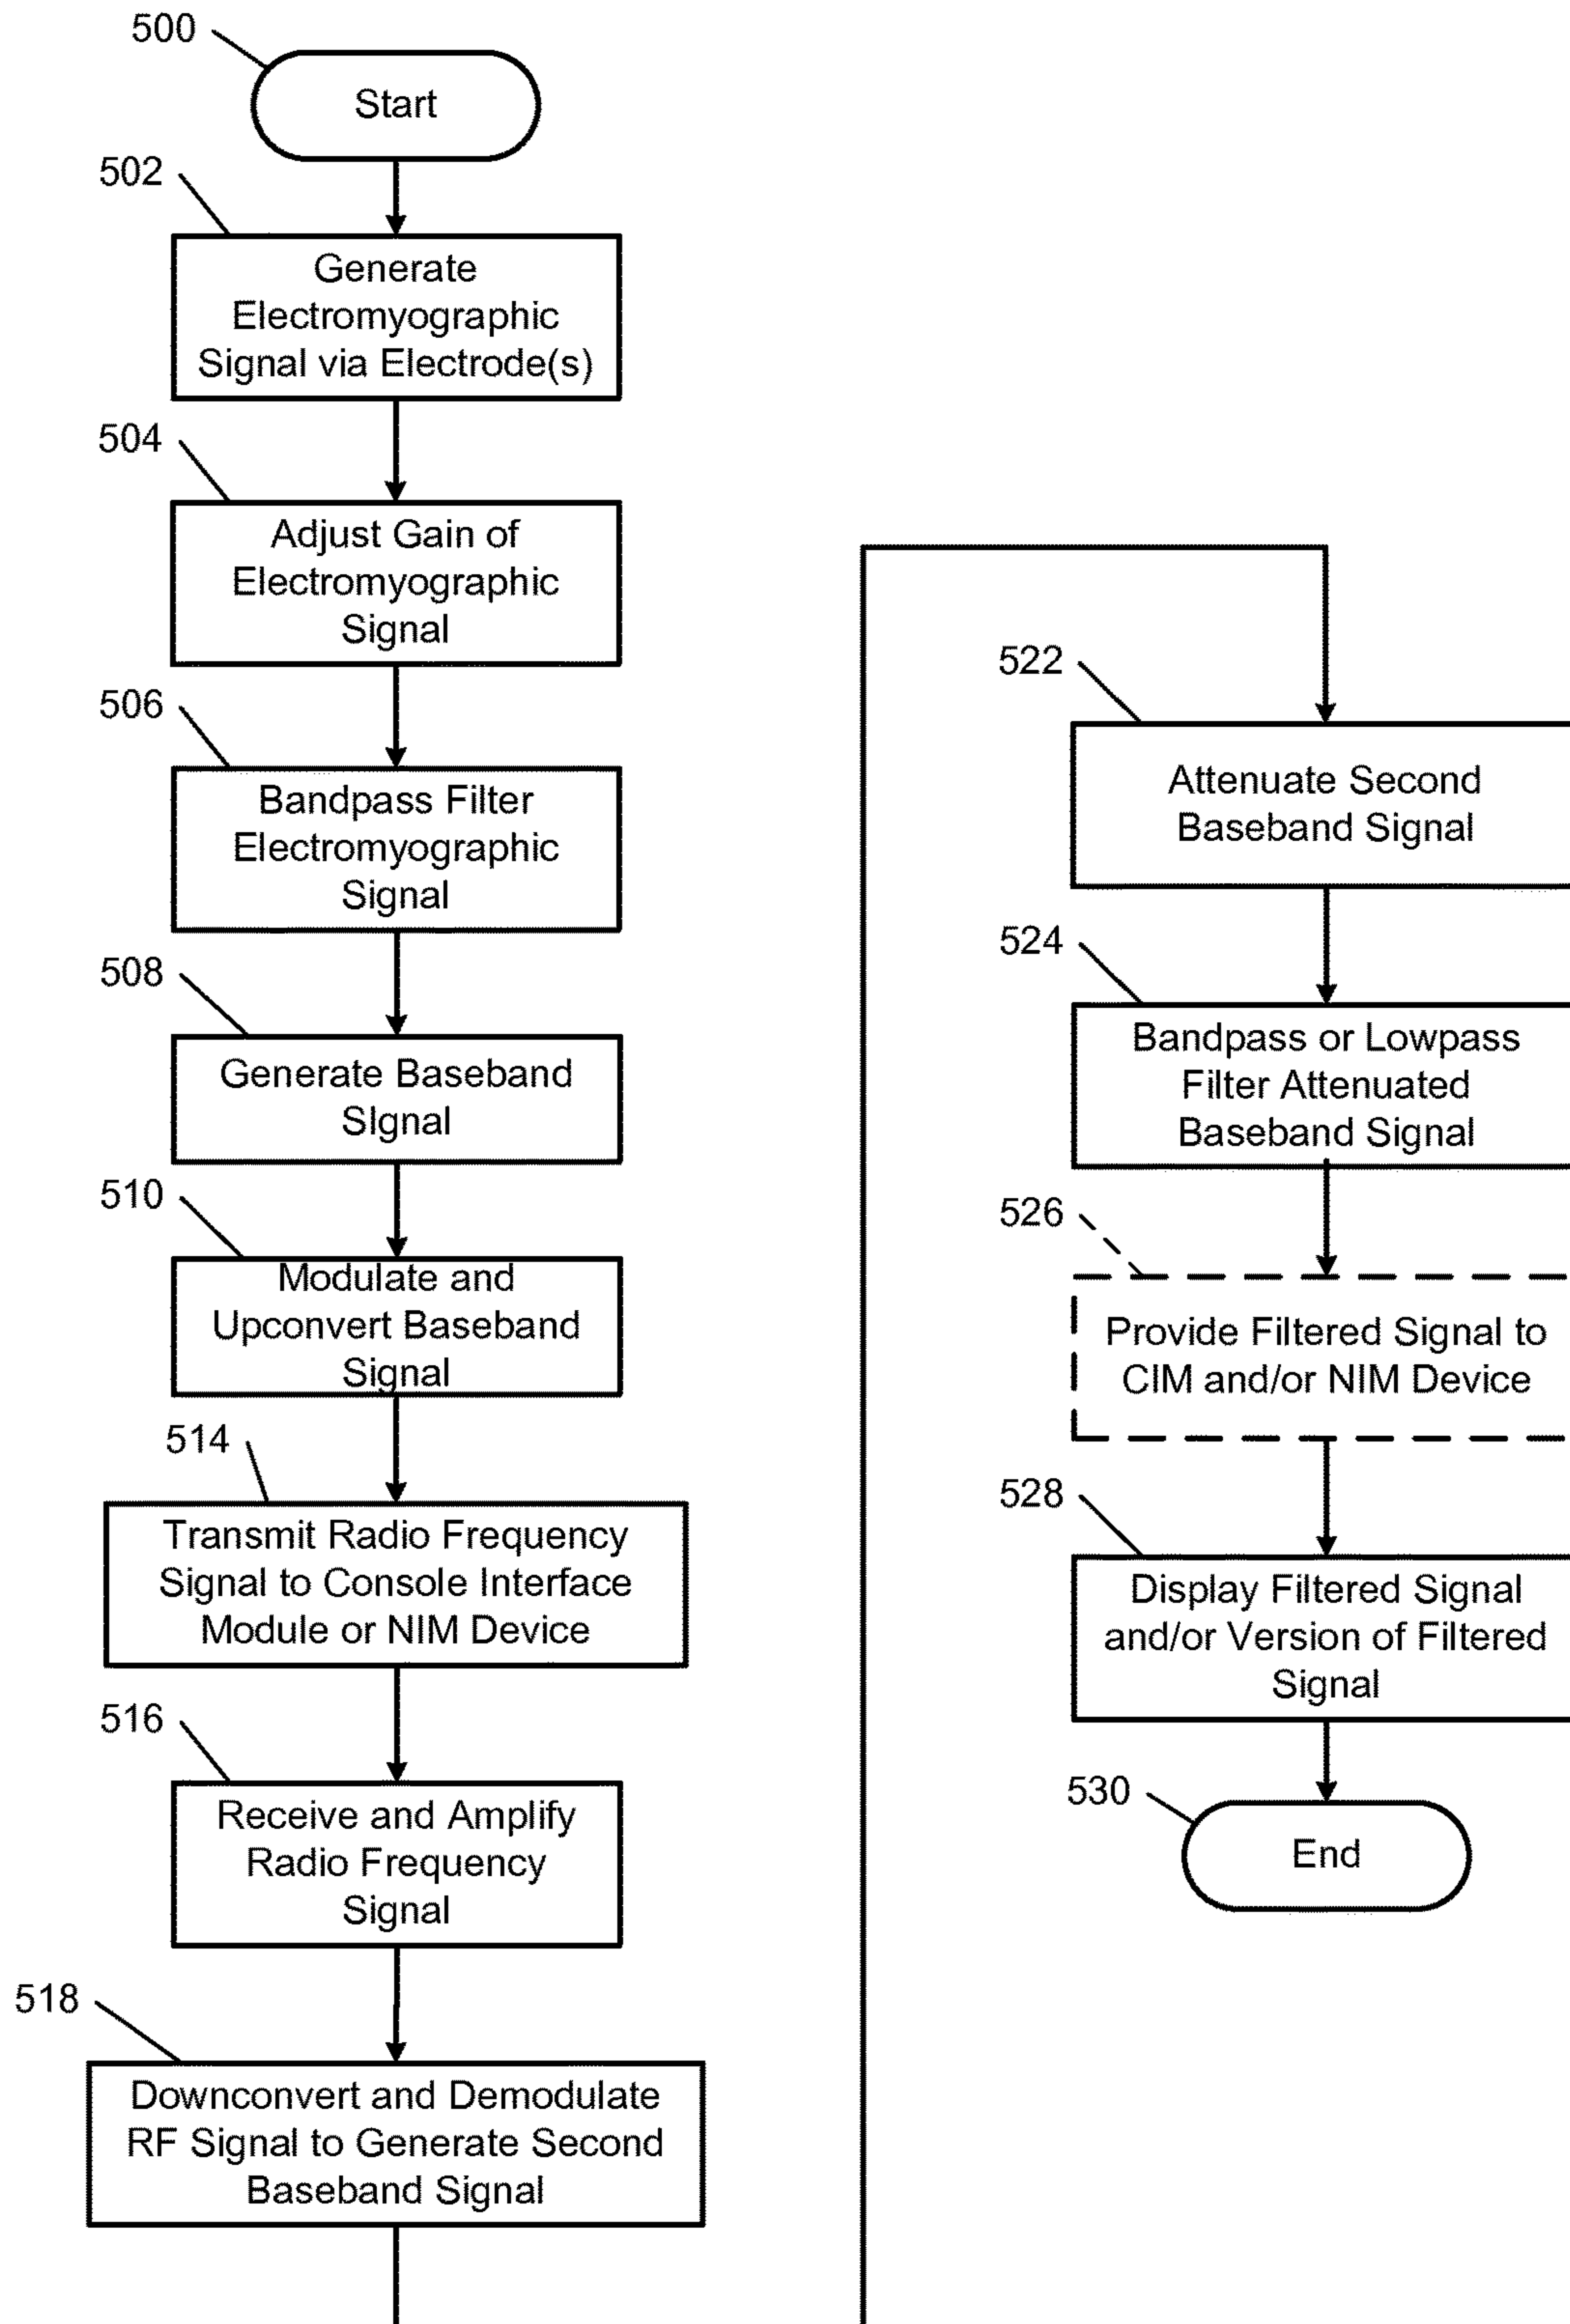 500
Start
502
Generate
Electromyographic
Signal via Electrode(s)
504
Adjust Gain of
Electromyographic
Signal
506
Bandpass Filter
Electromyographic
Signal
508
Generate Baseband
SIgnal
510
Modulate and
Upconvert Baseband
Signal
514
Transmit Radio Frequency
Signal to Console Interface
Module or NIM Device
516
Receive and Amplify
Radio Frequency
Signal
518
Downconvert and Demodulate
RF Signal to Generate Second
Baseband Signal
522
Attenuate Second
Baseband Signal
524
Bandpass or Lowpass
Filter Attenuated
Baseband Signal
526
Provide Filtered Signal to
CIM and/or NIM Device
528
Display Filtered Signal
and/or Version of Filtered
Signal
530
End